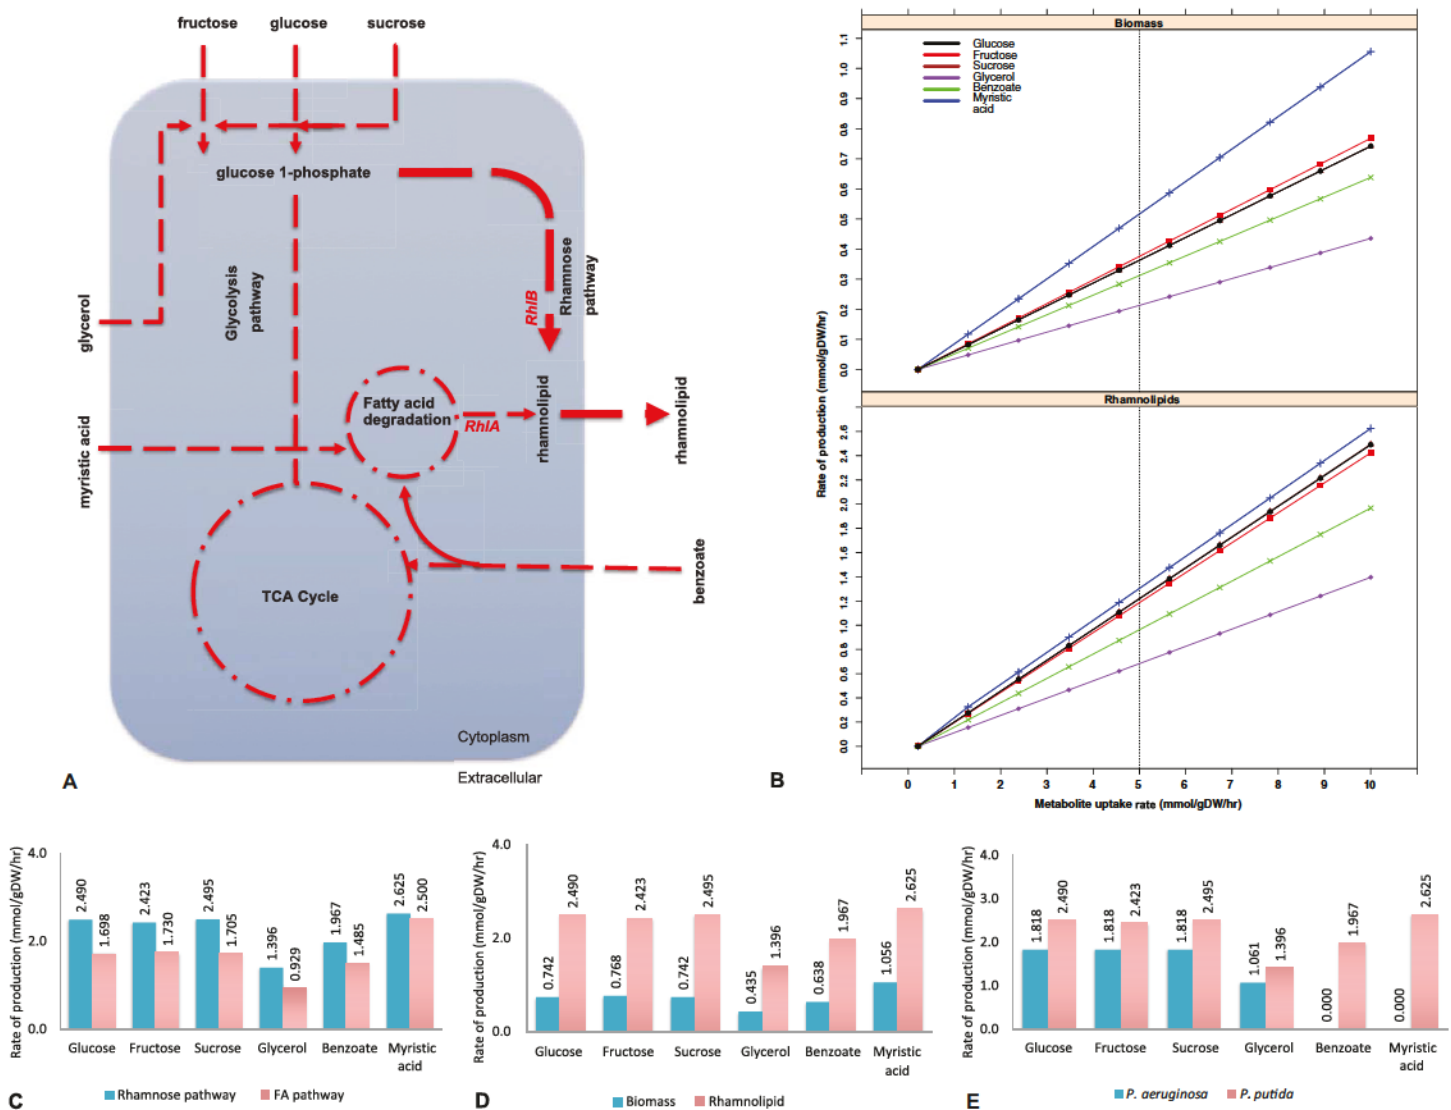 fructose
glucose
sucrose
glucose 1-phosphate
Glycolysis
pathway
Rhamnose
pathway
RhlB
glycerol
myristic acid
Fatty acid
degradation
RhlA
rhamnolipid
rhamnolipid
TCA Cycle
benzoate
Cytoplasm
Extracellular
A
Biomass
Glucose
Fructose
Sucrose
Glycerol
Benzoate
Myristic
acid
1.1
1.0
0.9
0.8
0.7
0.6
0.5
0.4
0.3
0.2
0.1
0.0
Rate of production (mmol/gDW/hr)
Rhamnolipids
2.6
2.4
2.2
2.0
1.8
1.6
1.4
1.2
1.0
0.8
0.6
0.4
0.2
0.0
0 1 2 3 4 5 6 7 8 9 10
Metabolite uptake rate (mmol/gDW/hr)
B
Rate of production (mmol/gDW/hr)
4.0
2.0
0.0
2.490 1.698 2.423 1.730 2.495 1.705 1.396 0.929 1.967 1.485 2.625 2.500
Glucose Fructose Sucrose Glycerol Benzoate Myristic
acid
Rhamnose pathway FA pathway
C
Rate of production (mmol/gDW/hr)
4.0
2.0
0.0
0.742 2.490 0.768 2.423 0.742 2.495 0.435 1.396 0.638 1.967 1.056 2.625
Glucose Fructose Sucrose Glycerol Benzoate Myristic
acid
Biomass Rhamnolipid
D
Rate of production (mmol/gDW/hr)
4.0
3.0
2.0
1.0
0.0
1.818 2.490 1.818 2.423 1.818 2.495 1.061 1.396 0.000 1.967 0.000 2.625
Glucose Fructose Sucrose Glycerol Benzoate Myristic
acid
P. aeruginosa P. putida
E